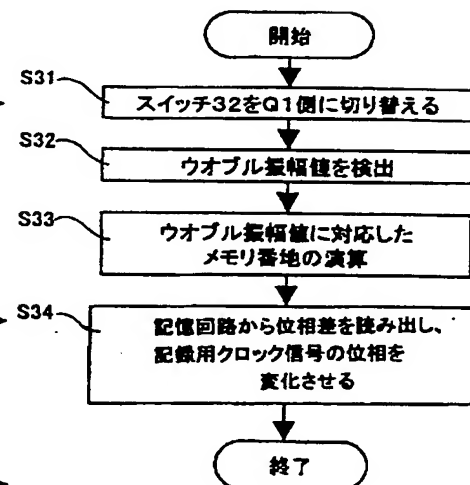 開始
S31
スイッチ32をQ1側に切り替える
S32
ウオブル振幅値を検出
S33
ウオブル振幅値に対応した
メモリ番地の演算
S34
記憶回路から位相差を読み出し、
記録用クロック信号の位相を
変化させる
終了